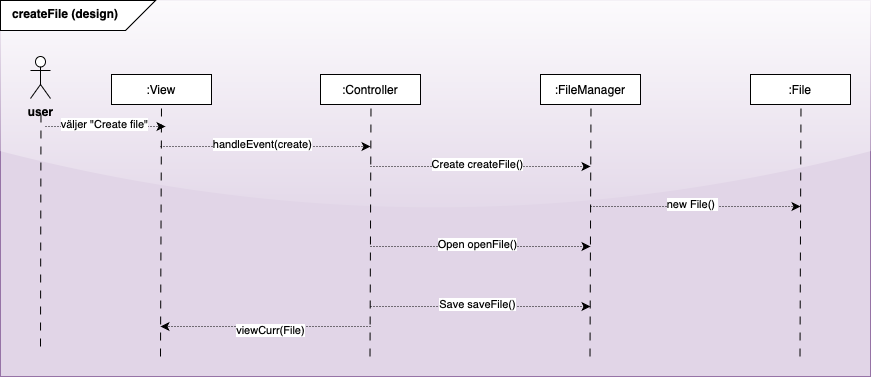 createFile (design)
:View
:Controller
:FileManager
:File
user
väljer "Create file"
handleEvent(create)
Create createFile()
new File()
Open openFile()
Save saveFile()
viewCurr(File)